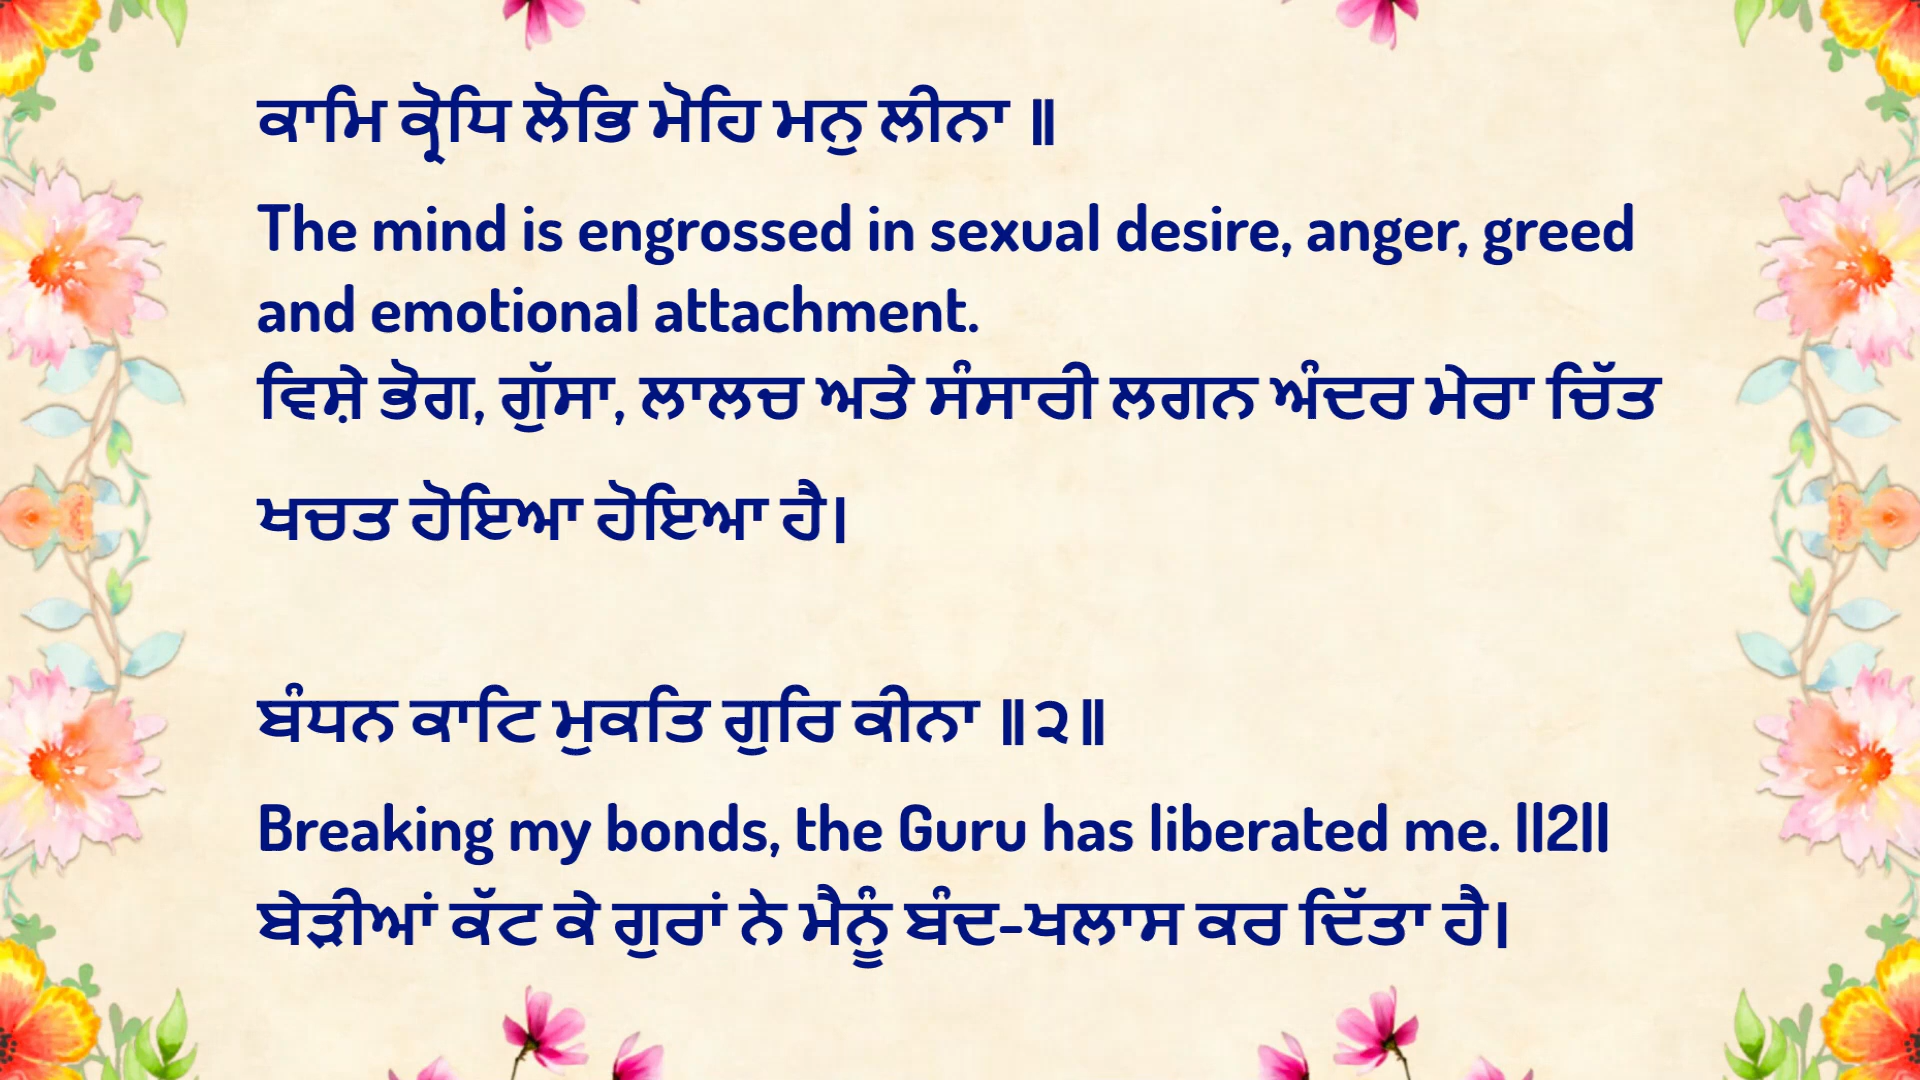 ਕਾਮਿ ਕ੍ਰੋਧਿ ਲੋਭਿ ਮੋਹਿ ਮਨੁ ਲੀਨਾ ॥
The mind is engrossed in sexual desire, anger, greed
and emotional attachment.
ਵਿਸ਼ੇ ਭੋਗ, ਗੁੱਸਾ, ਲਾਲਚ ਅਤੇ ਸੰਸਾਰੀ ਲਗਨ ਅੰਦਰ ਮੇਰਾ ਚਿੱਤ
ਖਚਤ ਹੋਇਆ ਹੋਇਆ ਹੈ।
ਬੰਧਨ ਕਾਟਿ ਮੁਕਤਿ ਗੁਰਿ ਕੀਨਾ ॥੨॥
Breaking my bonds, the Guru has liberated me. ||2||
ਬੇੜੀਆਂ ਕੱਟ ਕੇ ਗੁਰਾਂ ਨੇ ਮੈਨੂੰ ਬੰਦ-ਖਲਾਸ ਕਰ ਦਿੱਤਾ ਹੈ।